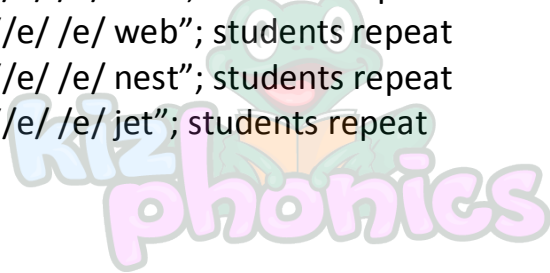 /e/ /e/ web”; students repeat
/e/ /e/ nest”; students repeat
/e/ /e/ jet”; students repeat
kiz
phonics